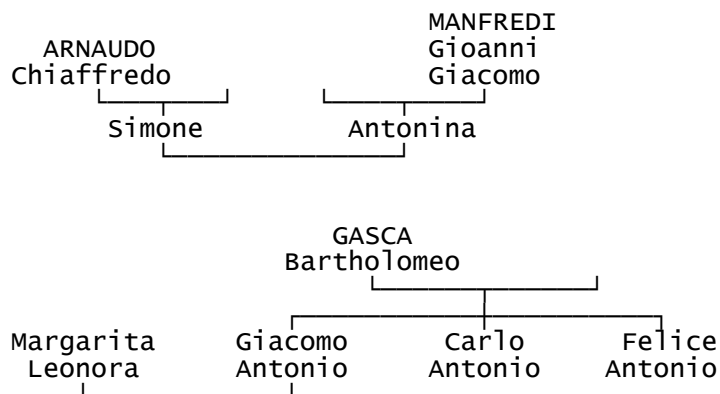 MANFREDI
ARNAUDO Gioanni
Chiaffredo Giacomo
Simone Antonina
GASCA
Bartholomeo
Margarita Giacomo Carlo Felice
Leonora Antonio Antonio Antonio